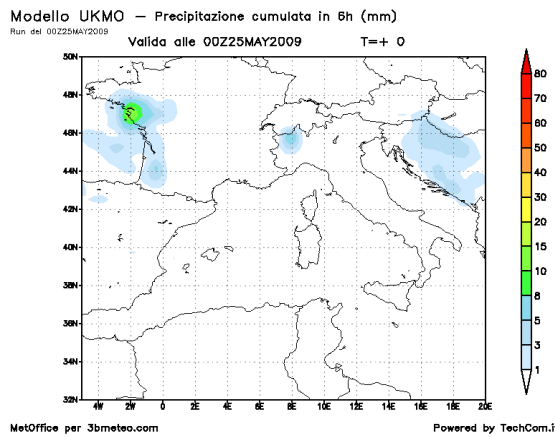 Modello UKMO – Precipitazione cumulata in 6h (mm)
Run del 00Z25MAY2009
Valida alle 00Z25MAY2009 T=+ 0
50N
48N
46N
44N
42N
40N
38N
36N
34N
32N
4W 2W 0 2E 4E 6E 8E 10E 12E 14E 16E 18E 20E
80
70
60
50
40
30
20
15
10
8
5
3
1
MetOffice per 3bmeteo.com
Powered by TechCom.i